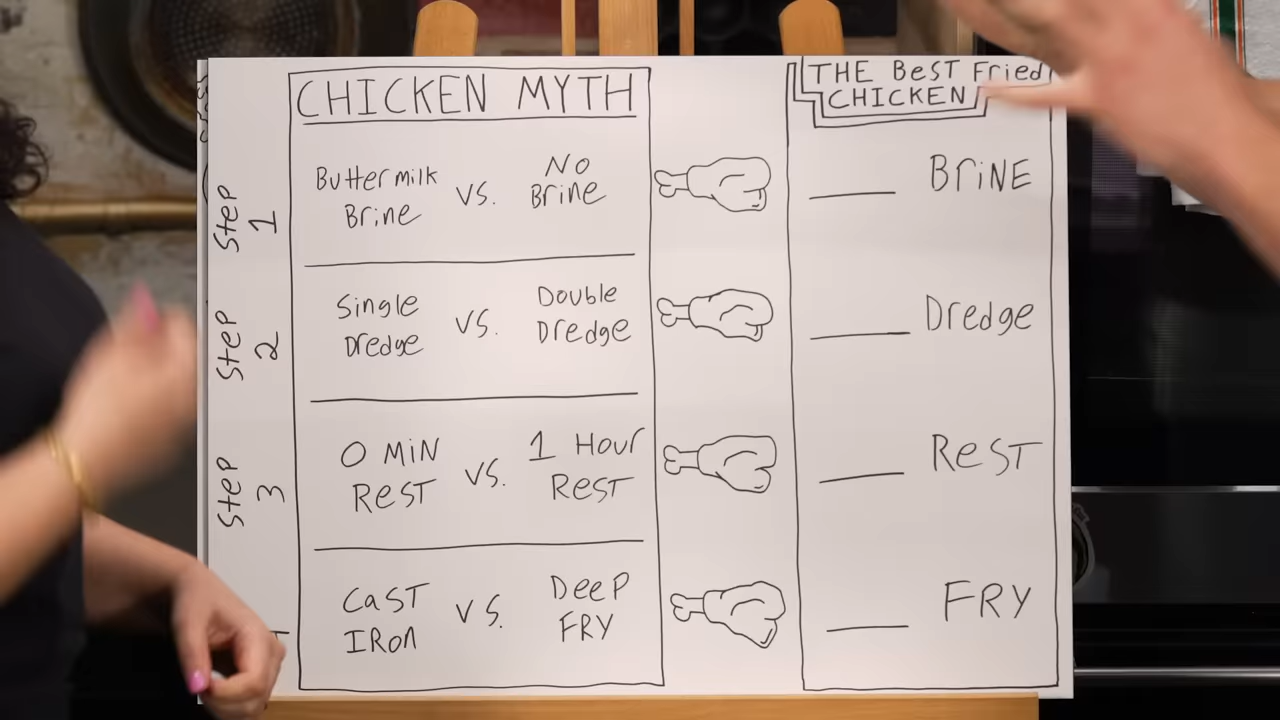 CHICKEN MYTH
THE BeST Fried
CHICKEN
Step
1
Buttermilk
Brine
VS.
No
Brine
BRiNE
Step
2
Single
Dredge
VS.
Double
Dredge
Dredge
Step
3
0 MiN
REST
VS.
1 Hour
REST
ReST
CaST
IRon
VS.
DeeP
FRY
FRY